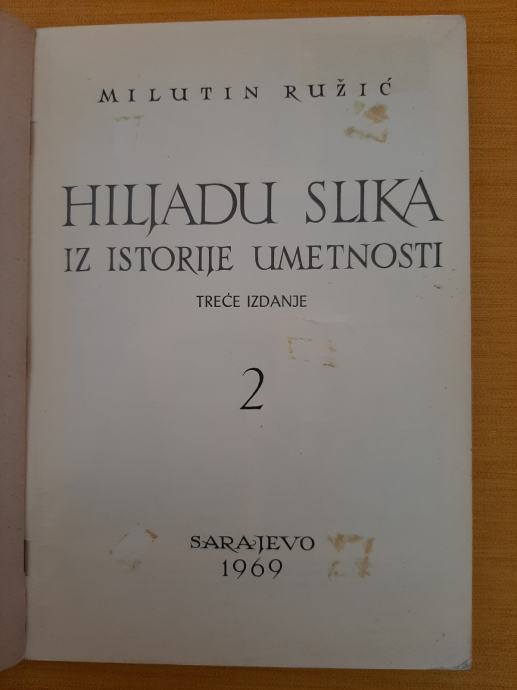 MILUTIN RUŽIĆ
HILJADU SLIKA
IZ ISTORIJE UMETNOSTI
TREĆE IZDANJE
2
SARAJEVO
1969